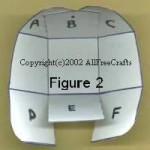 A B C
Copyright(c)2002 AllFreeCrafts
Figure 2
D E F